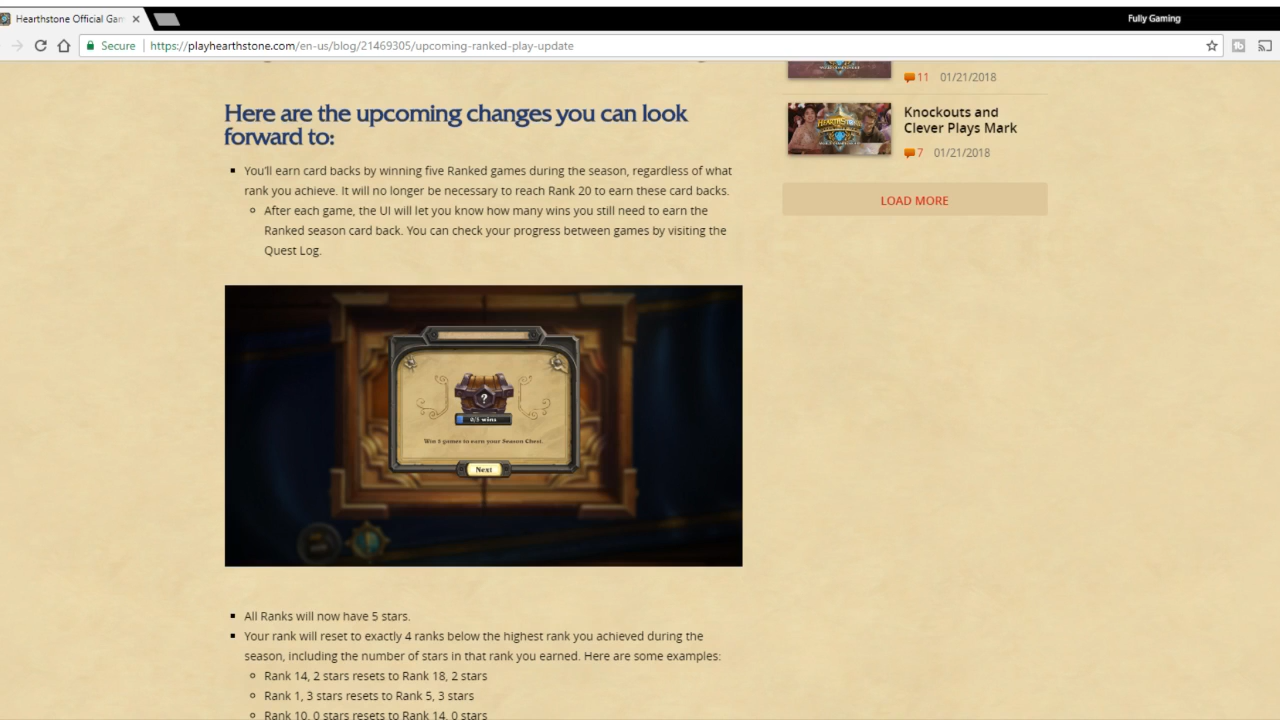 Hearthstone Official Gam
Fully Gaming
Secure
https://playhearthstone.com/en-us/blog/21469305/upcoming-ranked-play-update
Here are the upcoming changes you can look
forward to:
You'll earn card backs by winning five Ranked games during the season, regardless of what
rank you achieve. It will no longer be necessary to reach Rank 20 to earn these card backs.
After each game, the UI will let you know how many wins you still need to earn the
Ranked season card back. You can check your progress between games by visiting the
Quest Log.
?
Win 5 games to earn your Season Chest.
Next
All Ranks will now have 5 stars.
Your rank will reset to exactly 4 ranks below the highest rank you achieved during the
season, including the number of stars in that rank you earned. Here are some examples:
Rank 14, 2 stars resets to Rank 18, 2 stars
Rank 1, 3 stars resets to Rank 5, 3 stars
Rank 10, 0 stars resets to Rank 14, 0 stars
11 01/21/2018
HEARTHSTONE
Knockouts and
Clever Plays Mark
7 01/21/2018
LOAD MORE